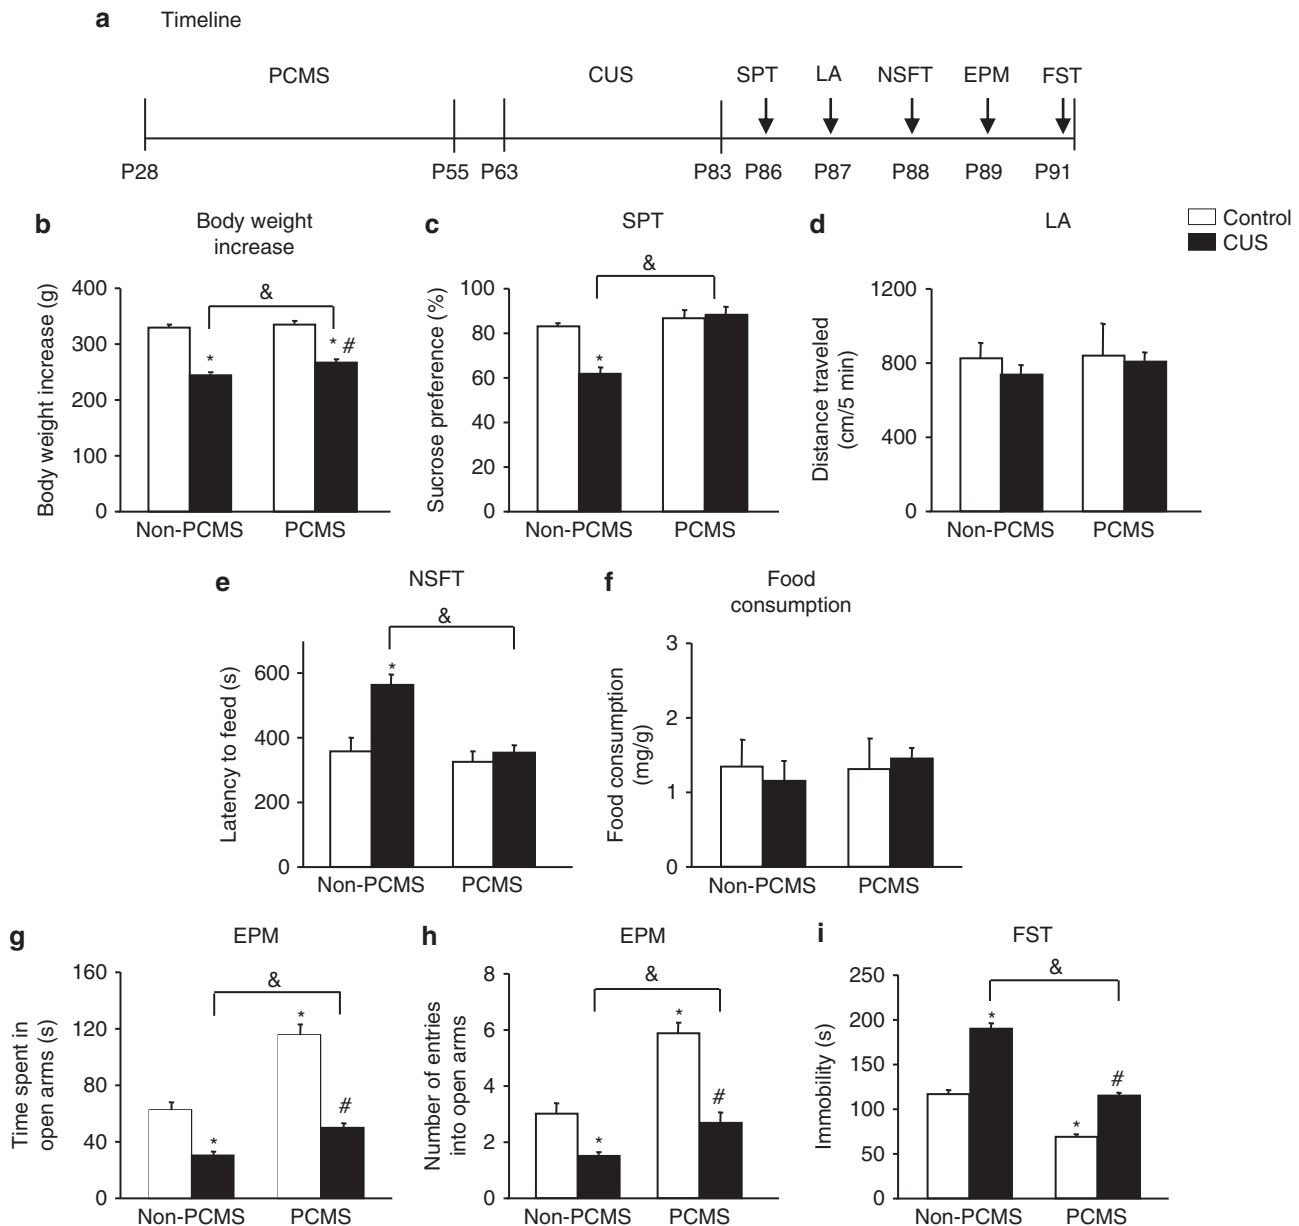 a Timeline
PCMS CUS SPT LA NSFT EPM FST
P28 P55 P63 P83 P86 P87 P88 P89 P91
Control
CUS
b Body weight
increase
Body weight increase (g)
400
300
200
100
0
&
*
* #
Non-PCMS PCMS
c SPT
Sucrose preference (%)
100
80
60
40
20
0
&
*
Non-PCMS PCMS
d LA
Distance traveled
(cm/5 min)
1200
800
400
0
Non-PCMS PCMS
e NSFT
Latency to feed (s)
600
400
200
0
&
*
Non-PCMS PCMS
f Food
consumption
Food consumption
(mg/g)
3
2
1
0
Non-PCMS PCMS
g EPM
Time spent in
open arms (s)
160
120
80
40
0
&
*
*
#
Non-PCMS PCMS
h EPM
Number of entries
into open arms
8
6
4
2
0
&
*
*
#
Non-PCMS PCMS
i FST
Immobility (s)
250
200
150
100
50
0
&
*
*
#
Non-PCMS PCMS